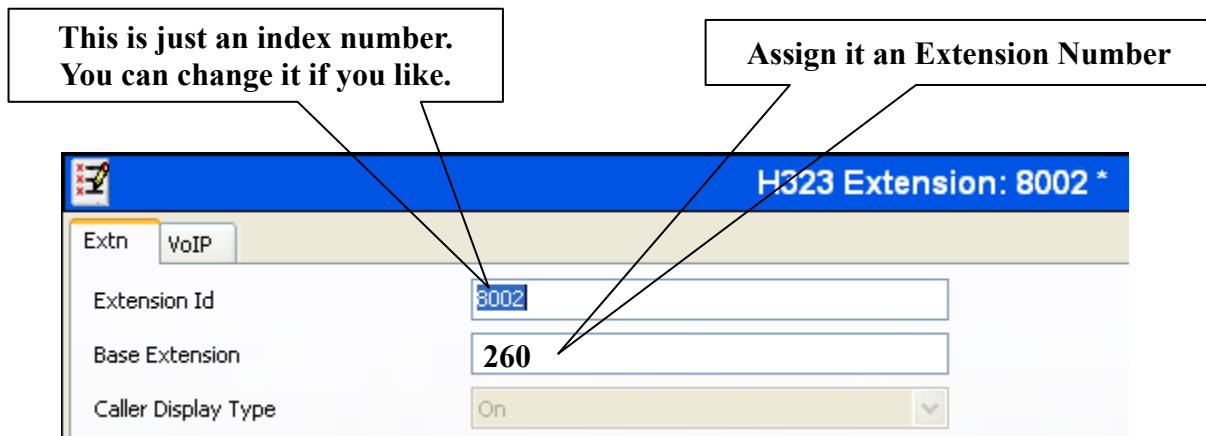 This is just an index number.
You can change it if you like.
Assign it an Extension Number
H323 Extension: 8002 *
Extn VoIP
Extension Id 8002
Base Extension 260
Caller Display Type On